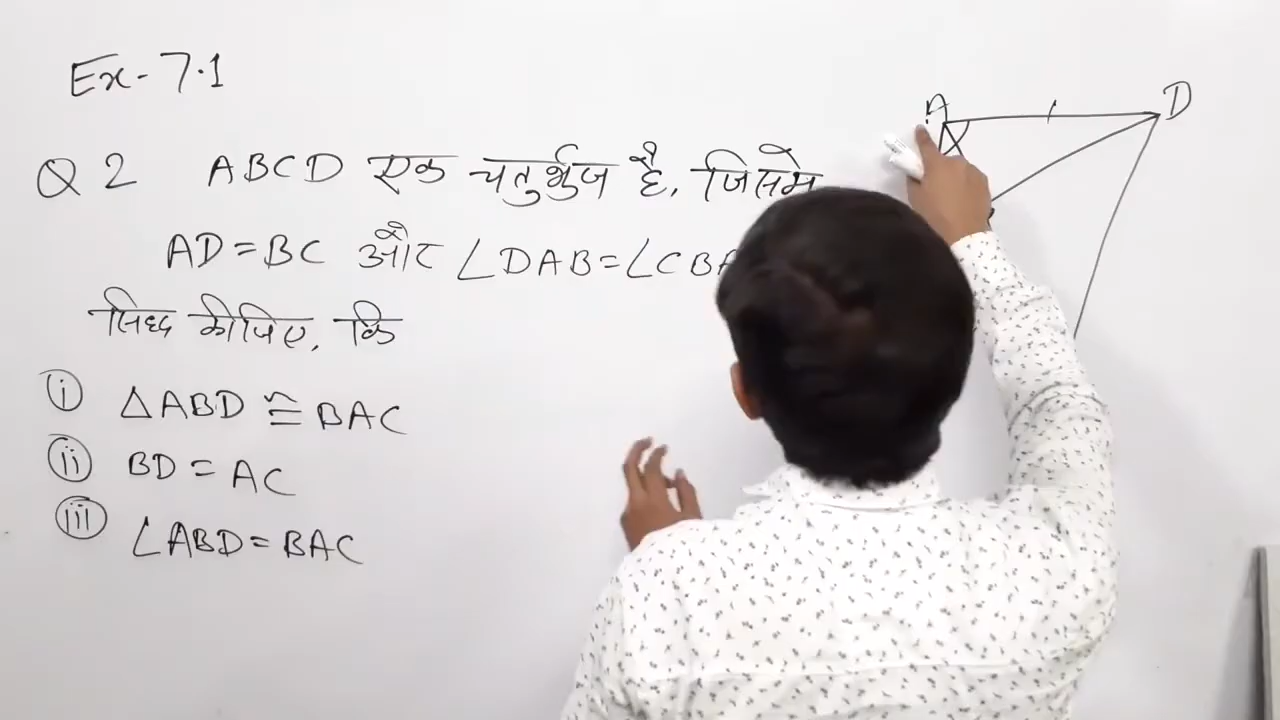 Ex-7.1
Q 2 ABCD एक चतुर्भुज है, जिसमे
AD=BC और ∠DAB=∠CBA
सिध्द कीजिए, कि
i ΔABD ≅ BAC
ii BD = AC
iii ∠ABD = BAC
A
D